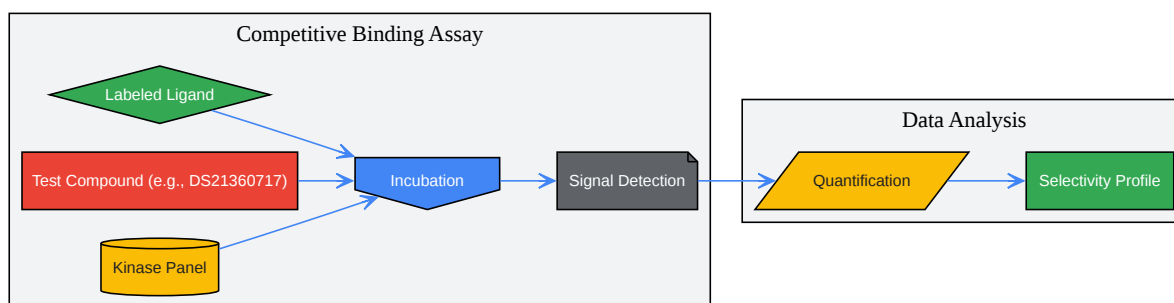 Competitive Binding Assay
Labeled Ligand
Test Compound (e.g., DS21360717)
Incubation
Signal Detection
Kinase Panel
Data Analysis
Quantification
Selectivity Profile